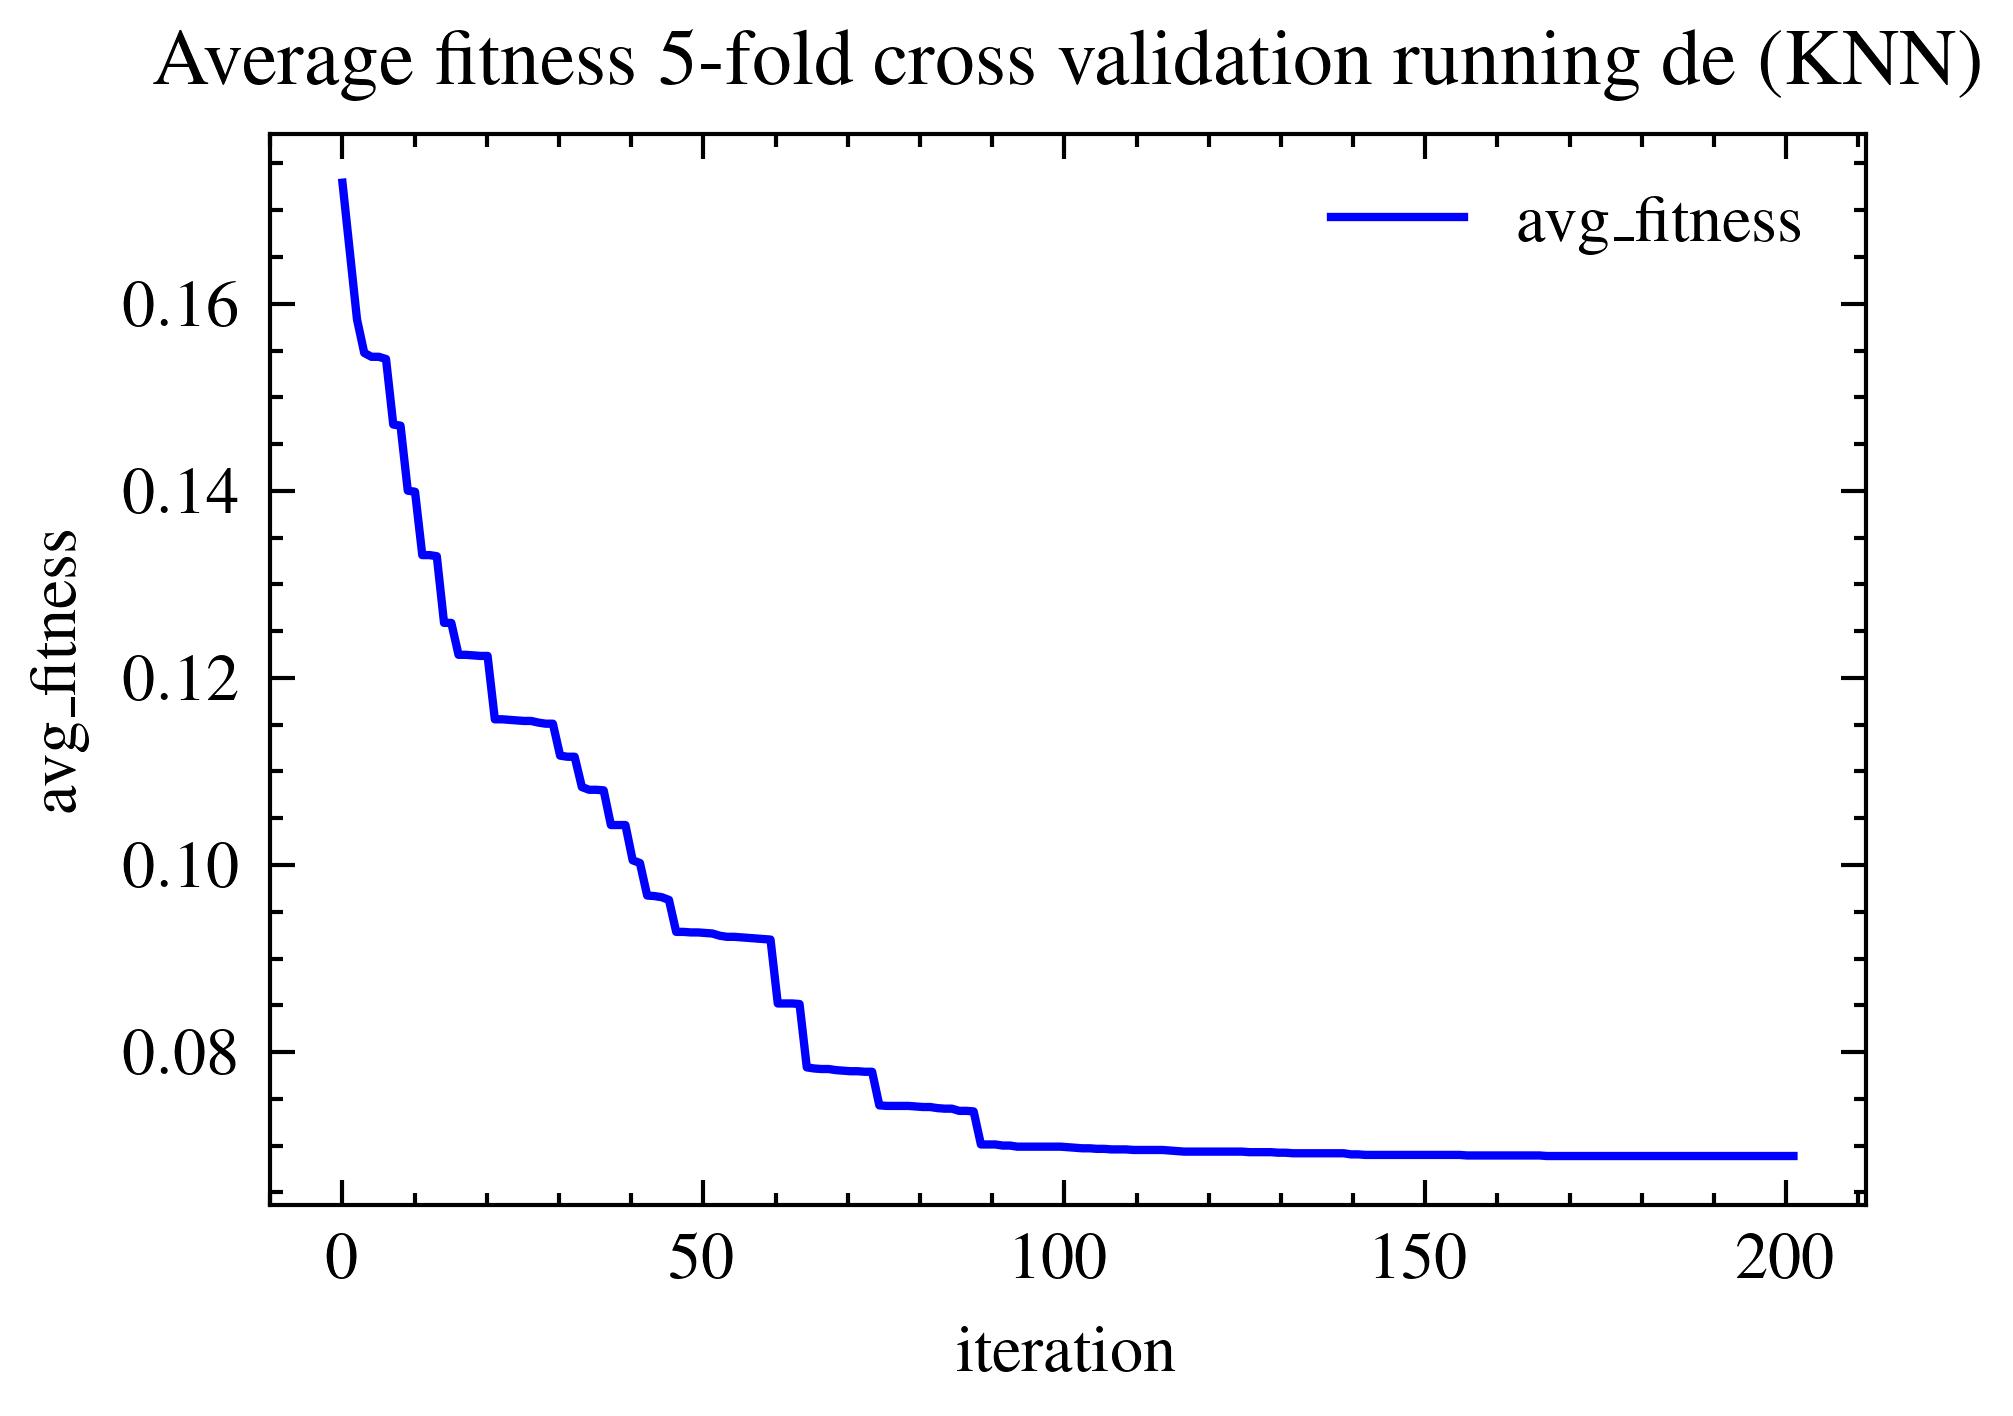 Average fitness 5-fold cross validation running de (KNN)
avg_fitness
0.16
0.14
0.12
0.10
0.08
avg_fitness
0 50 100 150 200
iteration